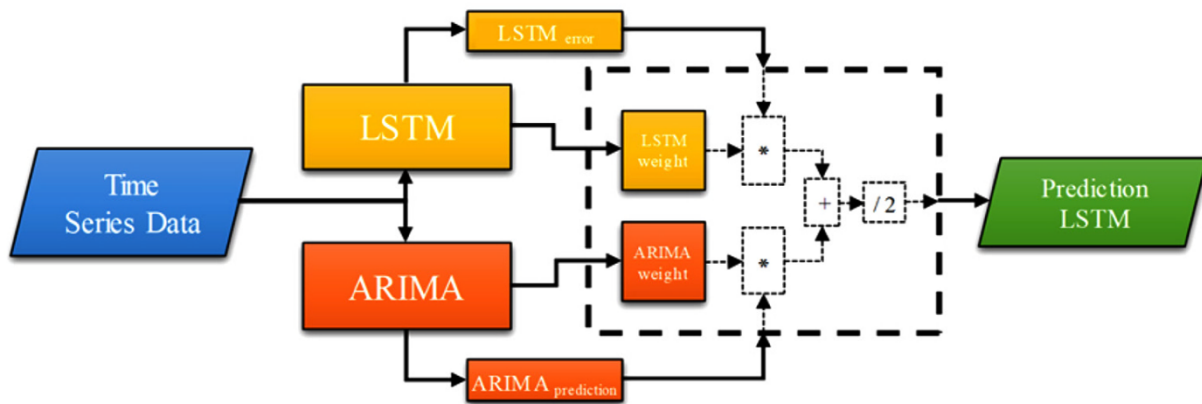 LSTM error
LSTM
LSTM
weight
*
Time
Series Data
+
/ 2
Prediction
LSTM
ARIMA
ARIMA
weight
*
ARIMA prediction